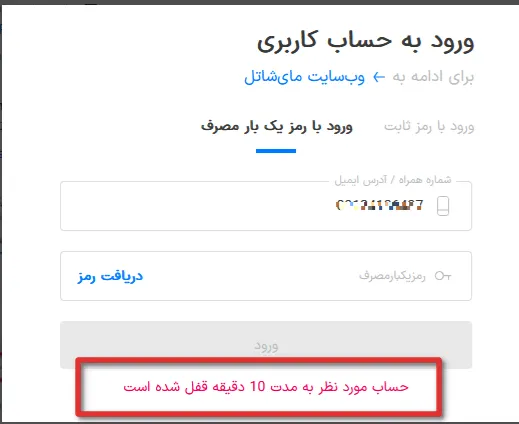 ورود به حساب کاربری
برای ادامه به ← وب‌سایت مای‌شاتل
ورود با رمز ثابت
ورود با رمز یک بار مصرف
شماره همراه / آدرس ایمیل
رمزیکبارمصرف
دریافت رمز
ورود
حساب مورد نظر به مدت 10 دقیقه قفل شده است